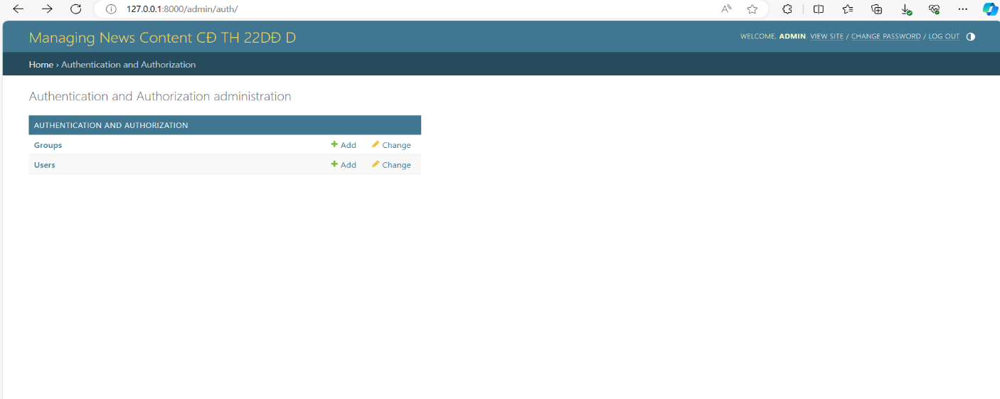 127.0.0.1:8000/admin/auth/
Managing News Content CĐ TH 22DĐ D
WELCOME, ADMIN. VIEW SITE / CHANGE PASSWORD / LOG OUT
Home › Authentication and Authorization
Authentication and Authorization administration
AUTHENTICATION AND AUTHORIZATION
Groups Add Change
Users Add Change